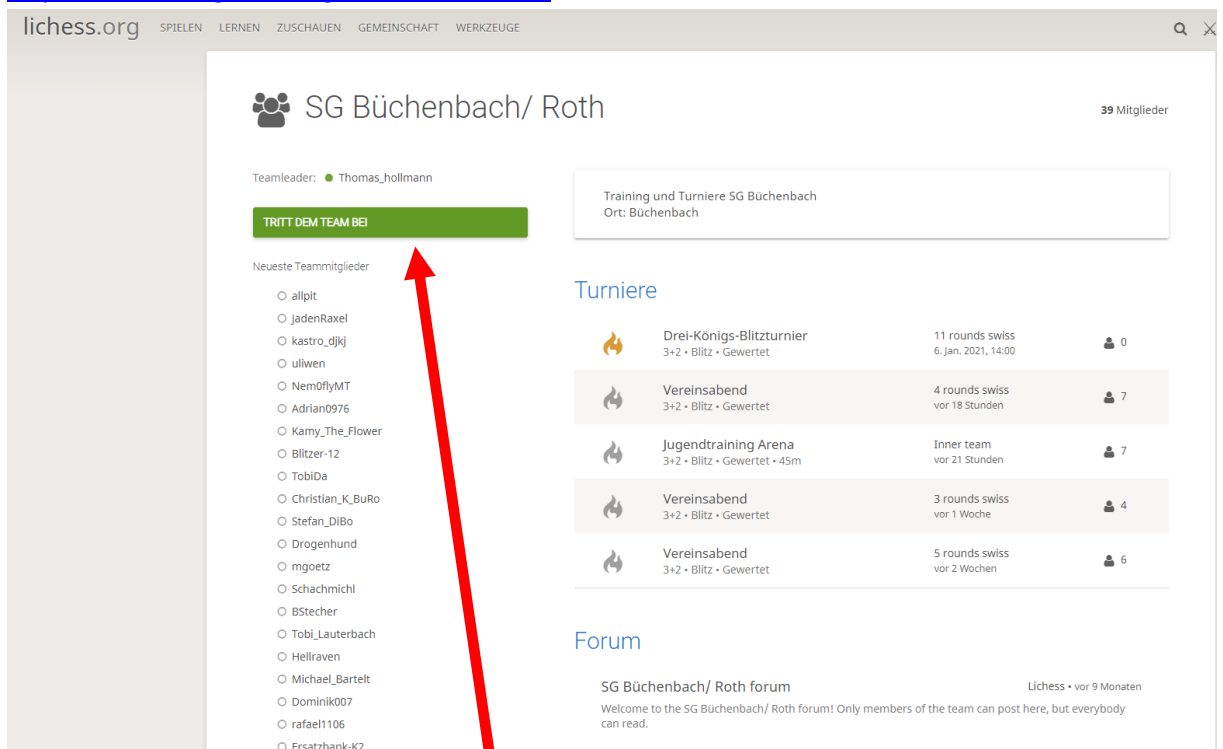 lichess.org SPIELEN LERNEN ZUSCHAUEN GEMEINSCHAFT WERKZEUGE
SG Büchenbach/ Roth
39 Mitglieder
Teamleader: Thomas_hollmann
TRITT DEM TEAM BEI
Neueste Teammitglieder
allpit
JadenRaxel
kastro_djkj
uliwen
Nem0flyMT
Adrian0976
Kamy_The_Flower
Blitzer-12
TobiDa
Christian_K_BuRo
Stefan_DiBo
Drogenhund
mgoetz
Schachmichl
BStecher
Tobi_Lauterbach
Hellraven
Michael_Bartelt
Dominik007
rafael1106
Ersatzbank-K2
Training und Turniere SG Büchenbach
Ort: Büchenbach
Turniere
Drei-Königs-Blitzturnier
3+2 • Blitz • Gewertet
11 rounds swiss
6. Jan. 2021, 14:00
0
Vereinsabend
3+2 • Blitz • Gewertet
4 rounds swiss
vor 18 Stunden
7
Jugendtraining Arena
3+2 • Blitz • Gewertet • 45m
Inner team
vor 21 Stunden
7
Vereinsabend
3+2 • Blitz • Gewertet
3 rounds swiss
vor 1 Woche
4
Vereinsabend
3+2 • Blitz • Gewertet
5 rounds swiss
vor 2 Wochen
6
Forum
SG Büchenbach/ Roth forum
Lichess • vor 9 Monaten
Welcome to the SG Büchenbach/ Roth forum! Only members of the team can post here, but everybody
can read.